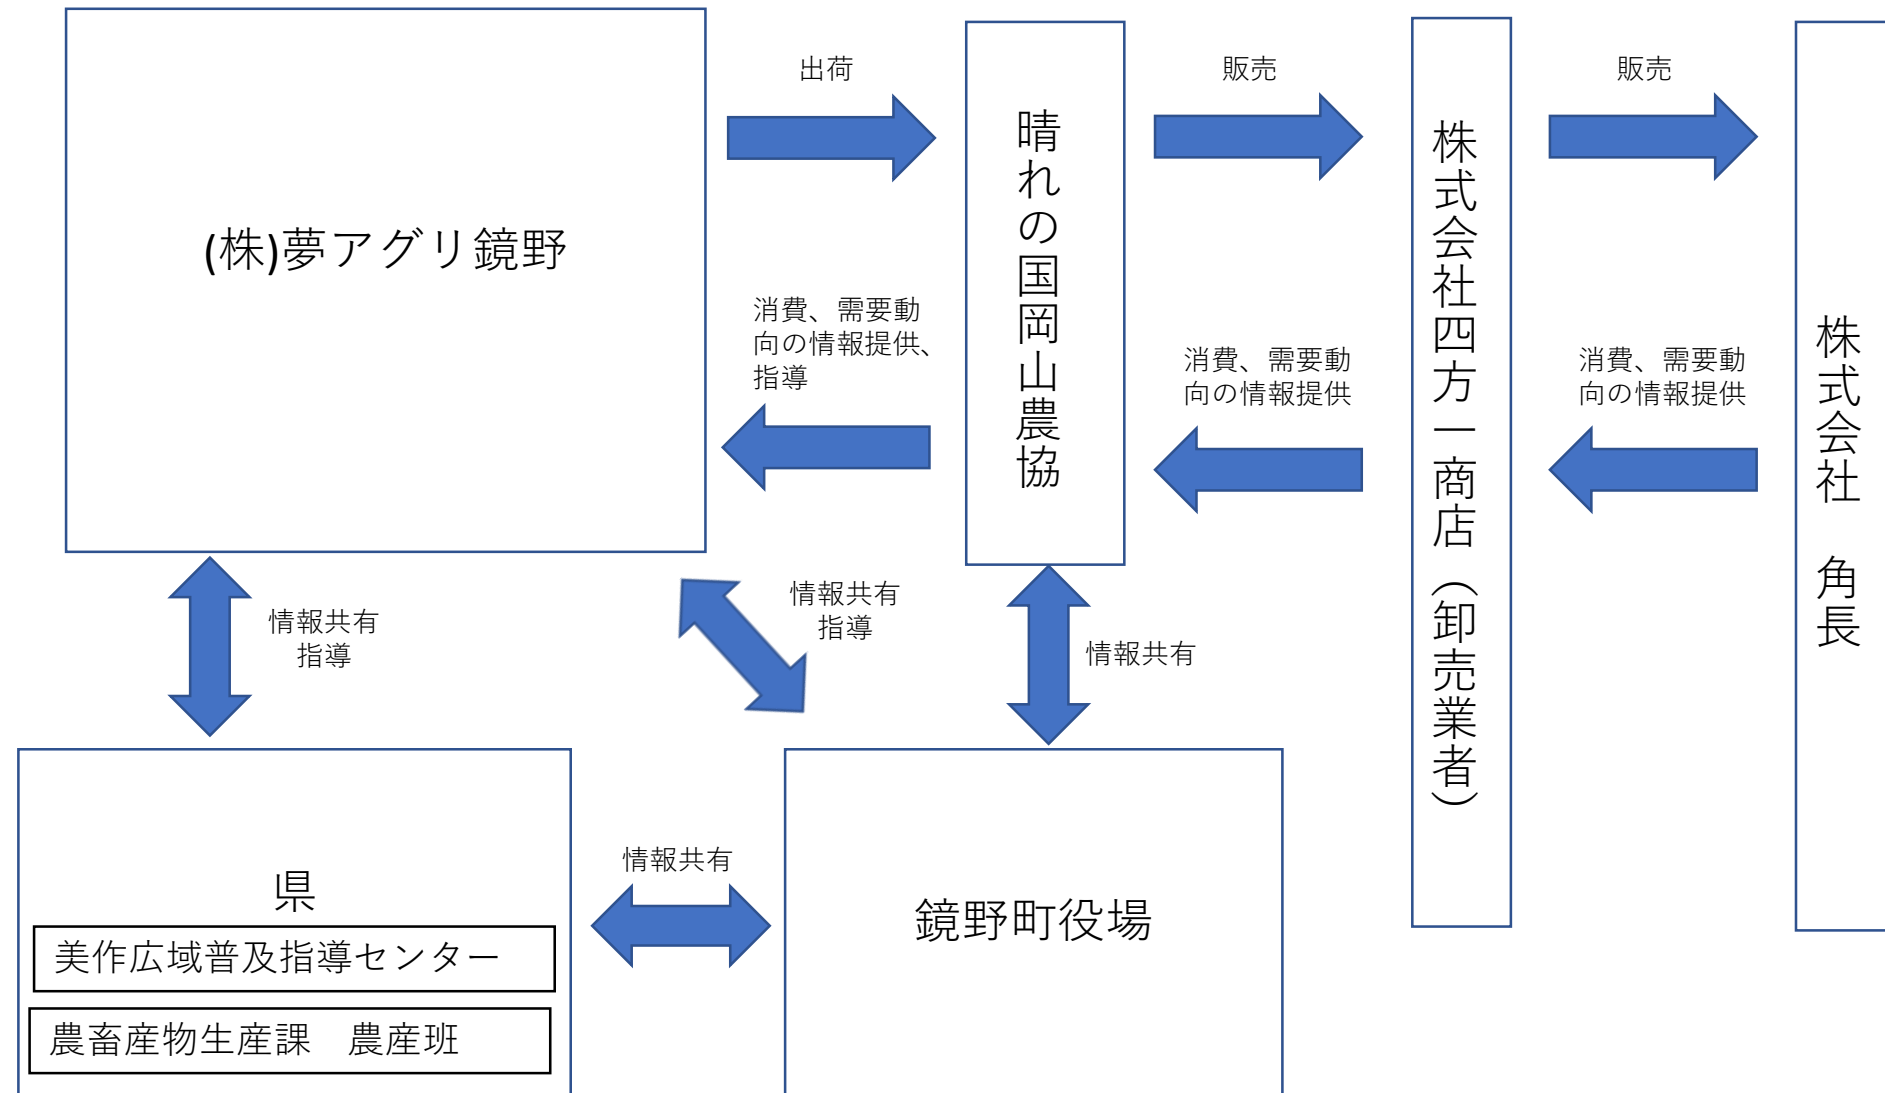 (株)夢アグリ鏡野
出荷
消費、需要動
向の情報提供、
指導
晴れの国岡山農協
販売
消費、需要動
向の情報提供
株式会社四方一商店（卸売業者）
販売
消費、需要動
向の情報提供
株式会社　角長
情報共有
指導
情報共有
指導
情報共有
県
美作広域普及指導センター
農畜産物生産課　農産班
情報共有
鏡野町役場